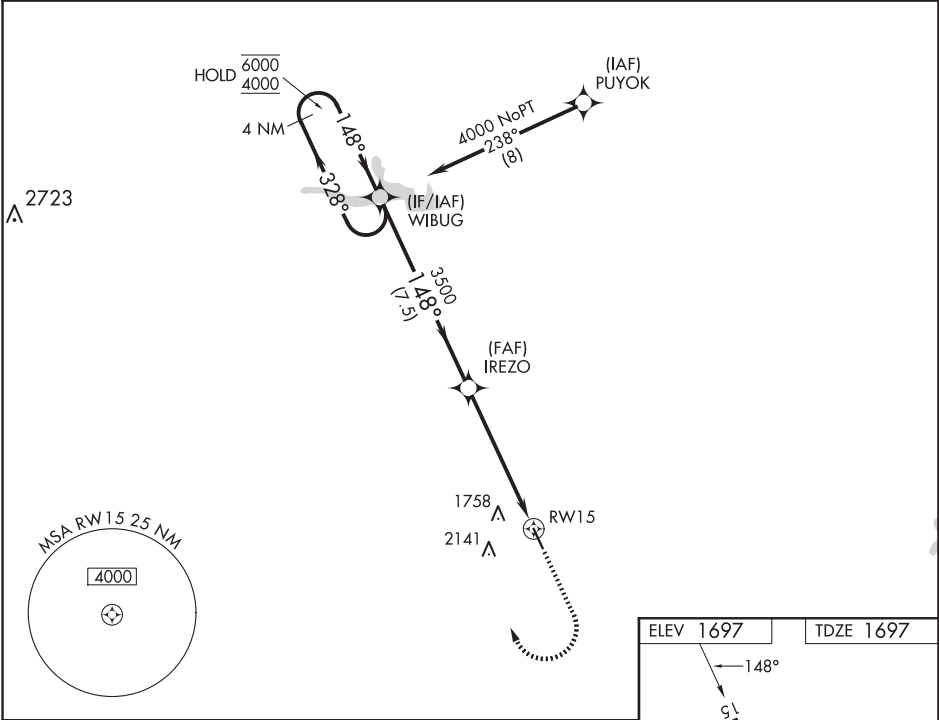 HOLD 6000
4000
4 NM
148°
328°
(IAF)
PUYOK
4000 NoPT
238°
(8)
2723
(IF/IAF)
WIBUG
3500
148°
(7.5)
(FAF)
IREZO
1758
2141
RW15
MSA RW15 25 NM
4000
ELEV 1697
TDZE 1697
148°
15